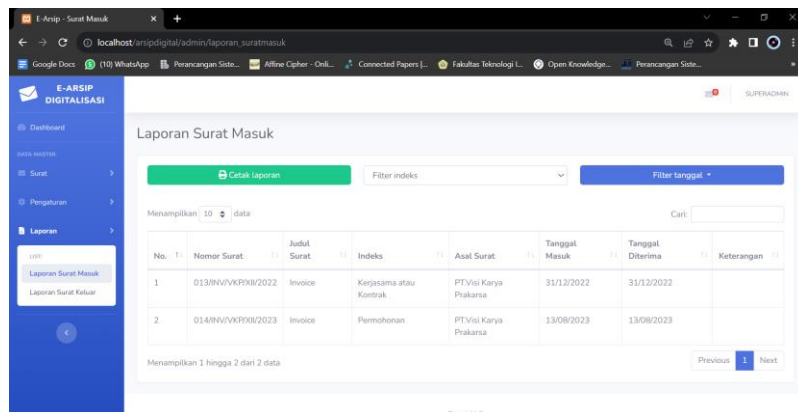 E-Arsip - Surat Masuk
localhost/arsipdigital/admin/laporan_suratmasuk
Google Docs (10) WhatsApp Perancangan Siste... Affine Cipher - Onli... Connected Papers |... Fakultas Teknologi I... Open Knowledge... Perancangan Siste...
E-ARSIP
DIGITALISASI
SUPERADMIN
Dashboard
Laporan Surat Masuk
DATA MASTER
Surat
Cetak laporan Filter indeks Filter tanggal
Pengaturan
Menampilkan 10 data Cari:
Laporan
LIST:
Laporan Surat Masuk
Laporan Surat Keluar
No. Nomor Surat Judul Surat Indeks Asal Surat Tanggal Masuk Tanggal Diterima Keterangan
1 013/INV/VKP/XII/2022 Invoice Kerjasama atau Kontrak PT.Visi Karya Prakarsa 31/12/2022 31/12/2022
2 014/INV/VKP/XII/2023 Invoice Permohonan PT.Visi Karya Prakarsa 13/08/2023 13/08/2023
Menampilkan 1 hingga 2 dari 2 data
Previous 1 Next